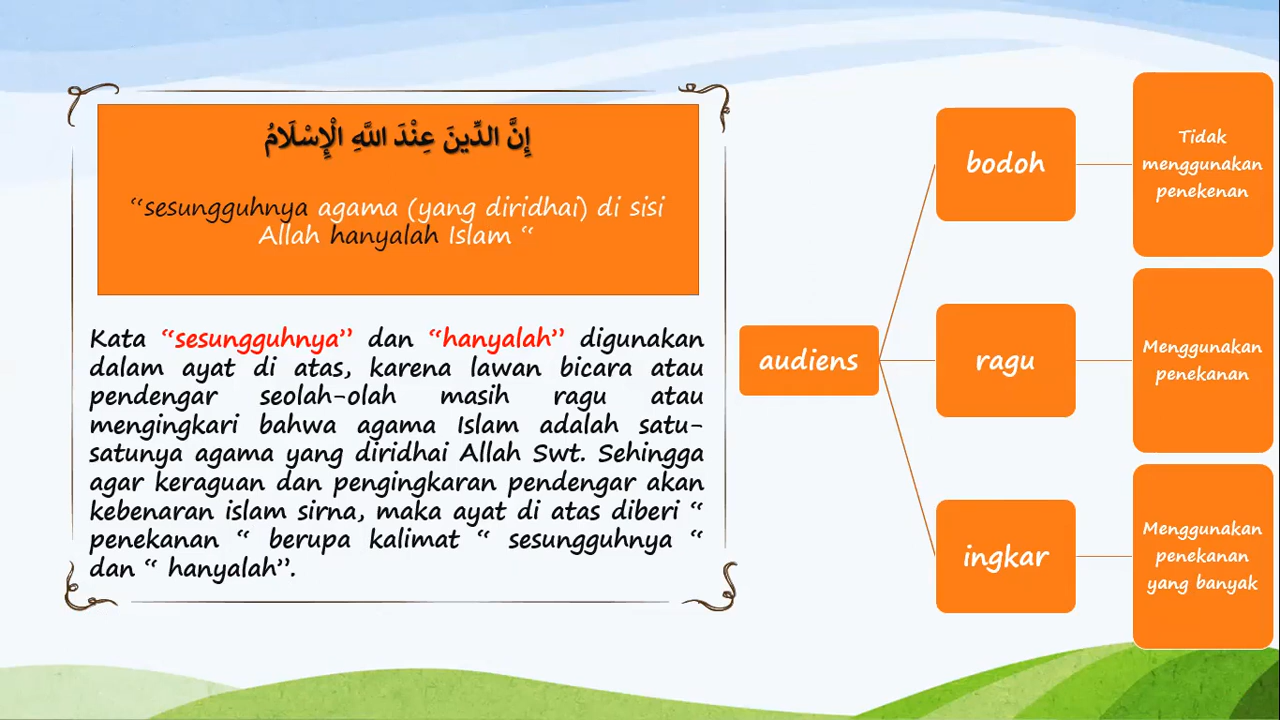 إِنَّ الدِّينَ عِنْدَ اللَّهِ الْإِسْلَامُ
“sesungguhnya agama (yang diridhai) di sisi
Allah hanyalah Islam “
Kata “sesungguhnya” dan “hanyalah” digunakan
dalam ayat di atas, karena lawan bicara atau
pendengar seolah-olah masih ragu atau
mengingkari bahwa agama Islam adalah satu-
satunya agama yang diridhai Allah Swt. Sehingga
agar keraguan dan pengingkaran pendengar akan
kebenaran islam sirna, maka ayat di atas diberi “
penekanan “ berupa kalimat “ sesungguhnya “
dan “ hanyalah”.
audiens
bodoh
Tidak
menggunakan
penekenan
ragu
Menggunakan
penekanan
ingkar
Menggunakan
penekanan
yang banyak